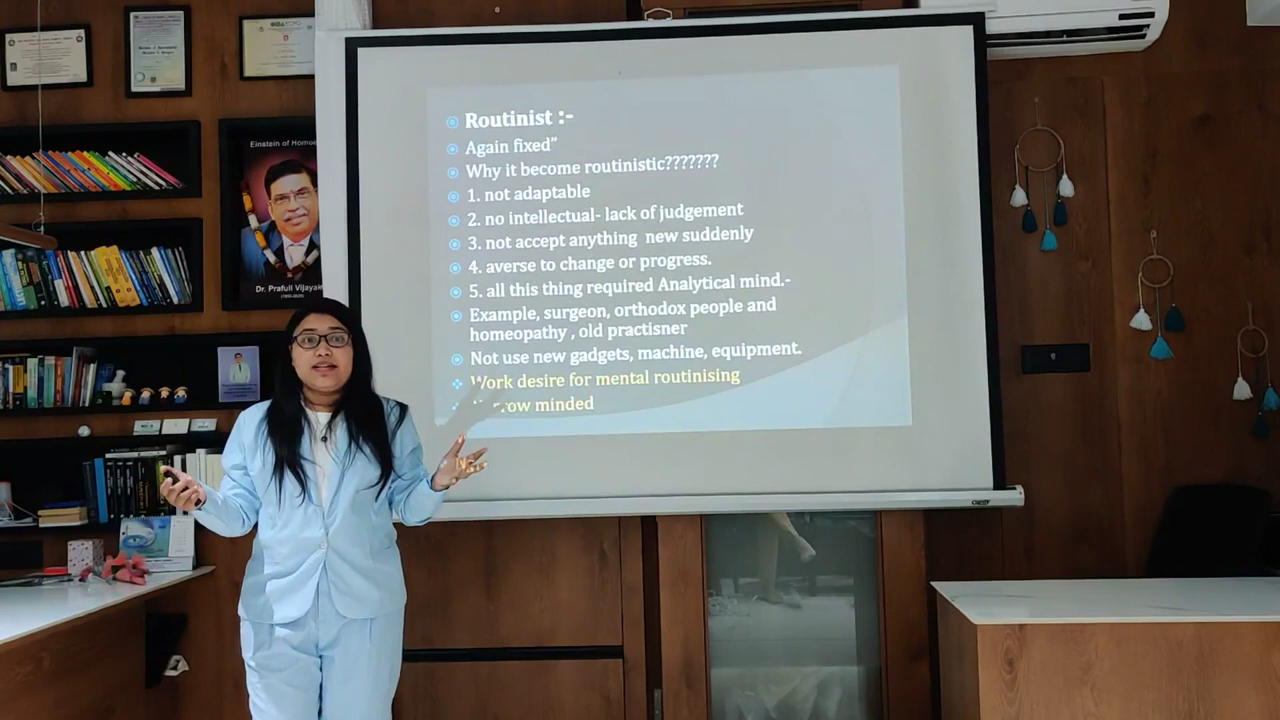 Routinist :-
Again fixed”
Why it become routinistic???????
1. not adaptable
2. no intellectual- lack of judgement
3. not accept anything new suddenly
4. averse to change or progress.
5. all this thing required Analytical mind.-
Example, surgeon, orthodox people and
homeopathy , old practisner
Not use new gadgets, machine, equipment.
Work desire for mental routinising
minded
Einstein of
Dr. Prafull